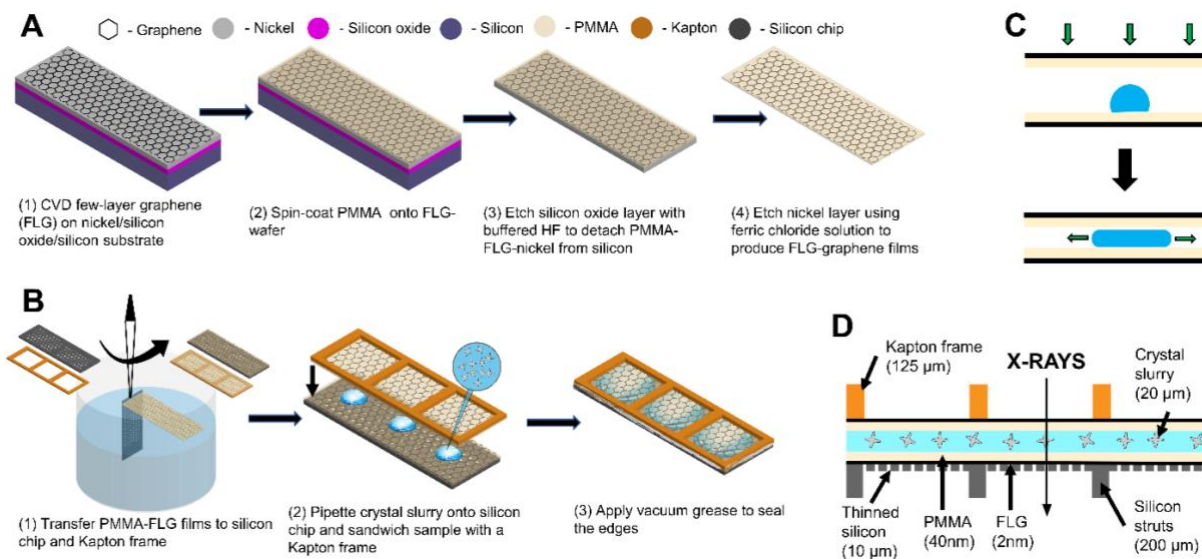 A
- Graphene - Nickel - Silicon oxide - Silicon - PMMA - Kapton - Silicon chip
(1) CVD few-layer graphene
(FLG) on nickel/silicon
oxide/silicon substrate
(2) Spin-coat PMMA onto FLG-
wafer
(3) Etch silicon oxide layer with
buffered HF to detach PMMA-
FLG-nickel from silicon
(4) Etch nickel layer using
ferric chloride solution to
produce FLG-graphene films
B
(1) Transfer PMMA-FLG films to silicon
chip and Kapton frame
(2) Pipette crystal slurry onto silicon
chip and sandwich sample with a
Kapton frame
(3) Apply vacuum grease to seal
the edges
C
D
Kapton frame
(125 µm)
X-RAYS
Crystal
slurry
(20 µm)
Thinned
silicon
(10 µm)
PMMA
(40nm)
FLG
(2nm)
Silicon
struts
(200 µm)